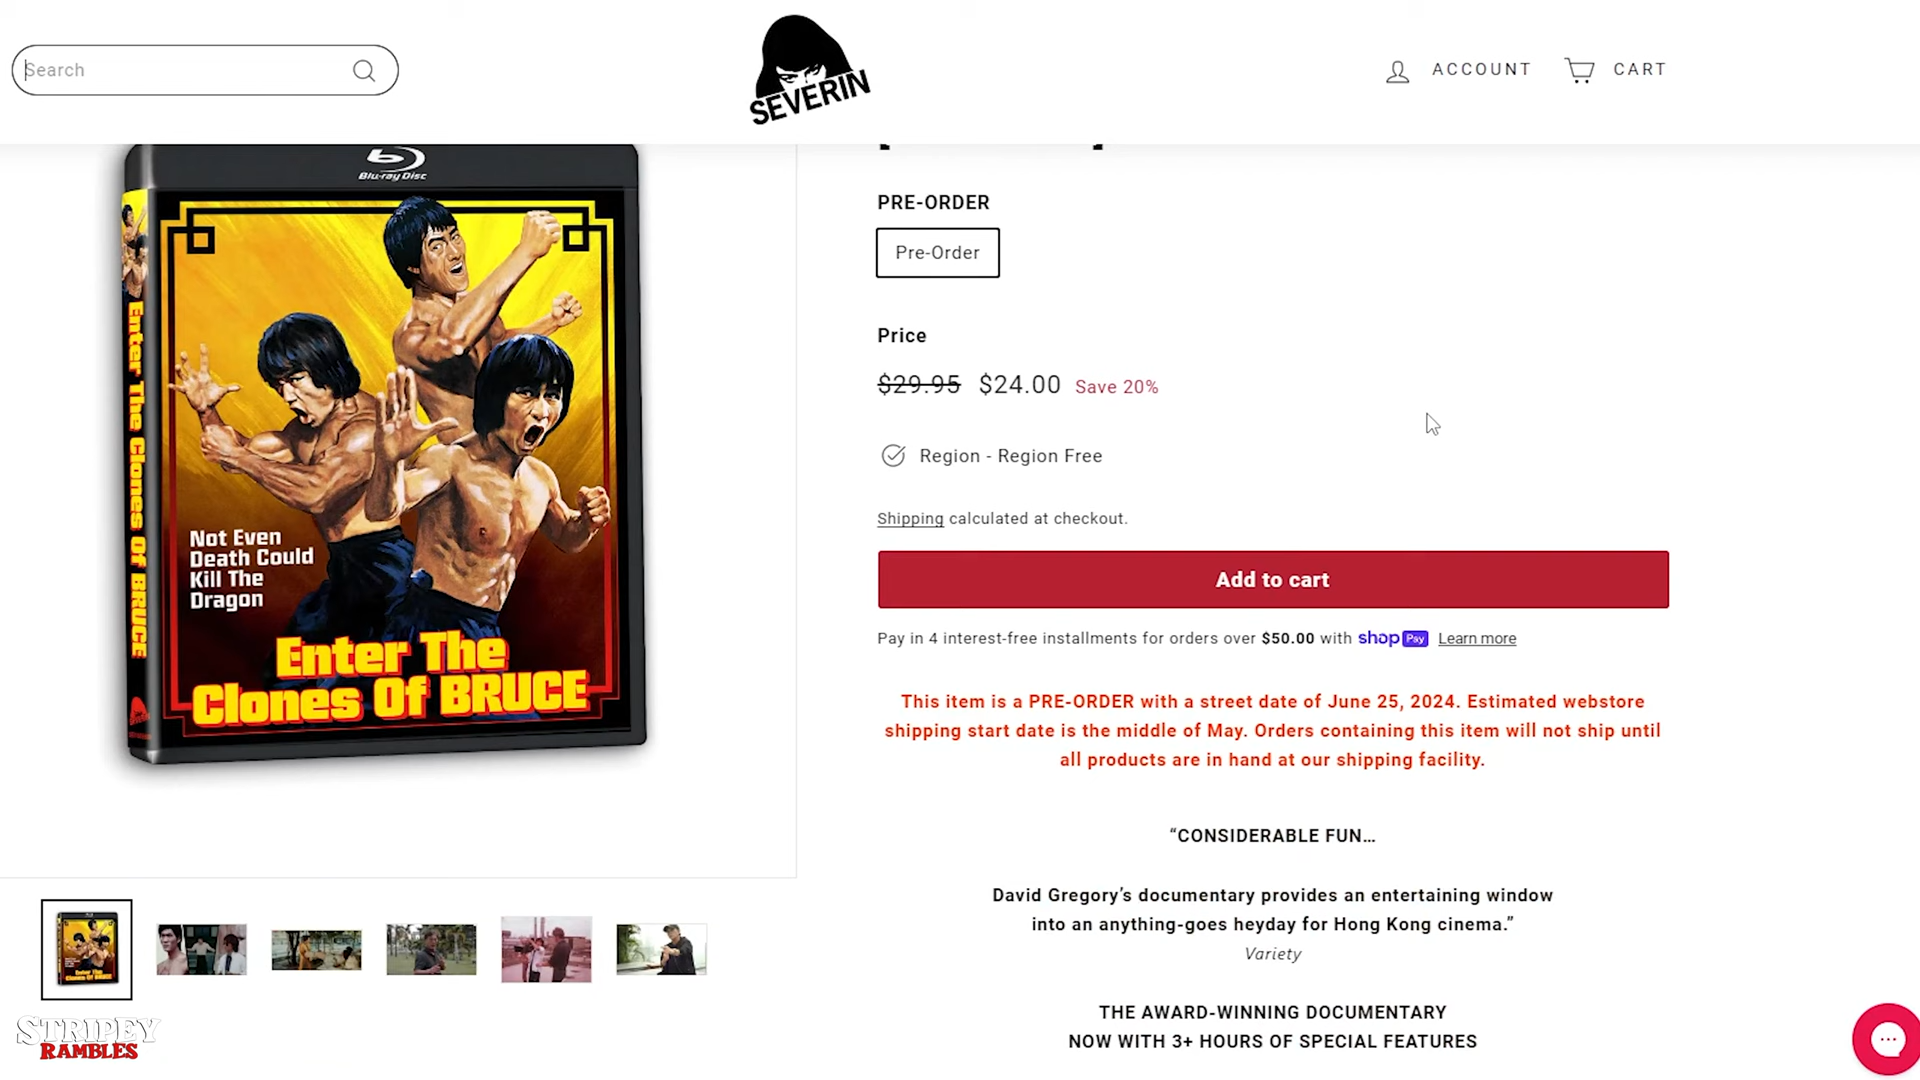 Search
SEVERIN
ACCOUNT
CART
Blu-ray Disc
Enter The Clones Of BRUCE
Not Even
Death Could
Kill The
Dragon
Enter The
Clones Of BRUCE
PRE-ORDER
Pre-Order
Price
$29.95 $24.00 Save 20%
Region - Region Free
Shipping calculated at checkout.
Add to cart
Pay in 4 interest-free installments for orders over $50.00 with shop Pay Learn more
This item is a PRE-ORDER with a street date of June 25, 2024. Estimated webstore
shipping start date is the middle of May. Orders containing this item will not ship until
all products are in hand at our shipping facility.
“CONSIDERABLE FUN…
David Gregory’s documentary provides an entertaining window
into an anything-goes heyday for Hong Kong cinema.”
Variety
THE AWARD-WINNING DOCUMENTARY
NOW WITH 3+ HOURS OF SPECIAL FEATURES
Enter The
Clones Of BRUCE
STRIPEY
RAMBLES